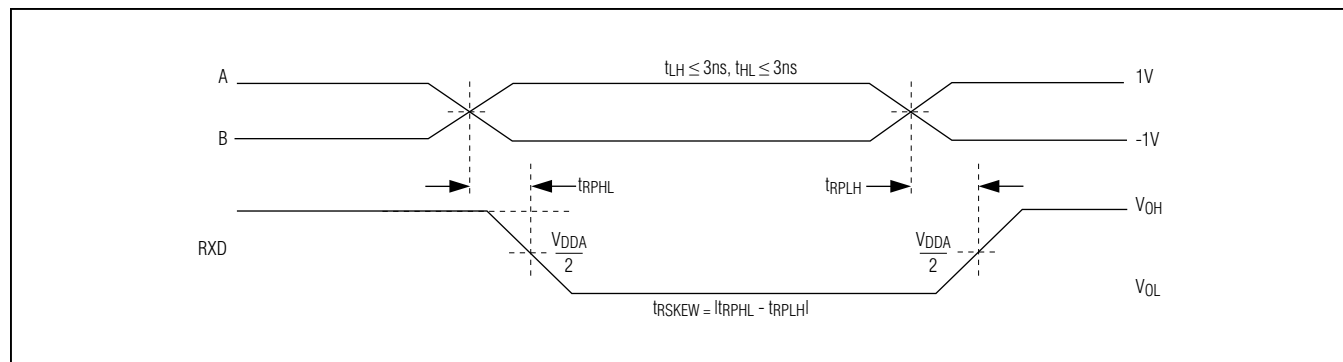 A
tLH ≤ 3ns, tHL ≤ 3ns
1V
B
-1V
tRPHL
tRPLH
VOH
RXD
VDDA
2
VDDA
2
VOL
tRSKEW = |tRPHL - tRPLH|